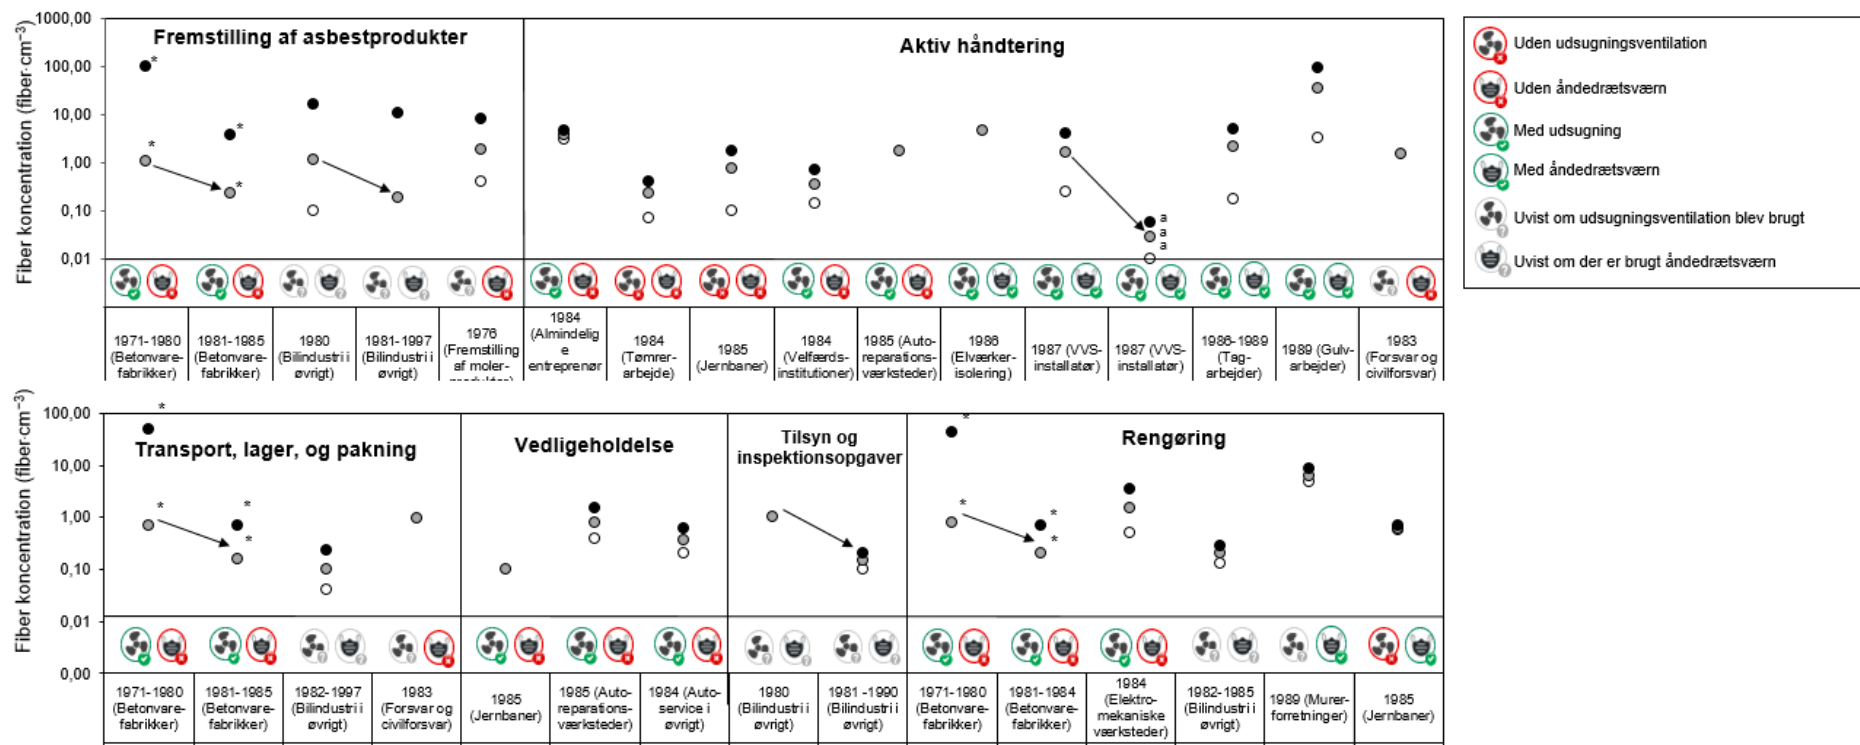 Fiber koncentration (fiber·cm⁻³)
1000,00
100,00
10,00
1,00
0,10
0,01
Fremstilling af asbestprodukter
Aktiv håndtering
*
*
*
*
a
a
a
1971-1980
(Betonvare-
fabrikker)
1981-1985
(Betonvare-
fabrikker)
1980
(Bilindustri i
øvrigt)
1981-1997
(Bilindustri i
øvrigt)
1976
(Fremstilling
af moler-
1984
(Almindelig
e
entreprenør
1984
(Tømrer-
arbejde)
1985
(Jernbaner)
1984
(Velfærds-
institutioner)
1985 (Auto-
reparations-
værksteder)
1986
(Elværker-
isolering)
1987 (VVS-
installatør)
1987 (VVS-
installatør)
1986-1989
(Tag-
arbejder)
1989 (Gulv-
arbejder)
1983
(Forsvar og
civilforsvar)
Uden udsugningsventilation
Uden åndedrætsværn
Med udsugning
Med åndedrætsværn
Uvist om udsugningsventilation blev brugt
Uvist om der er brugt åndedrætsværn
Fiber koncentration (fiber·cm⁻³)
100,00
10,00
1,00
0,10
0,01
0,00
Transport, lager, og pakning
Vedligeholdelse
Tilsyn og
inspektionsopgaver
Rengøring
*
*
*
*
*
*
*
*
1971-1980
(Betonvare-
fabrikker)
1981-1985
(Betonvare-
fabrikker)
1982-1997
(Bilindustri i
øvrigt)
1983
(Forsvar og
civilforsvar)
1985
(Jernbaner)
1985 (Auto-
reparations-
værksteder)
1984 (Auto-
service i
øvrigt)
1980
(Bilindustri i
øvrigt)
1981 -1990
(Bilindustri i
øvrigt)
1971-1980
(Betonvare-
fabrikker)
1981-1984
(Betonvare-
fabrikker)
1984
(Elektro-
mekaniske
værksteder)
1982-1985
(Bilindustri i
øvrigt)
1989 (Murer-
forretninger)
1985
(Jernbaner)